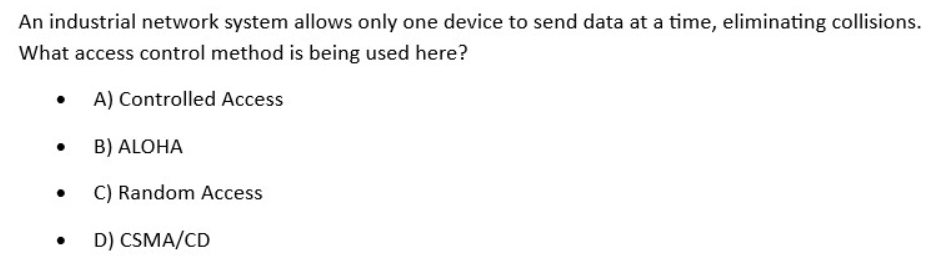 An industrial network system allows only one device to send data at a time, eliminating collisions.
What access control method is being used here?
• A) Controlled Access
• B) ALOHA
• C) Random Access
• D) CSMA/CD